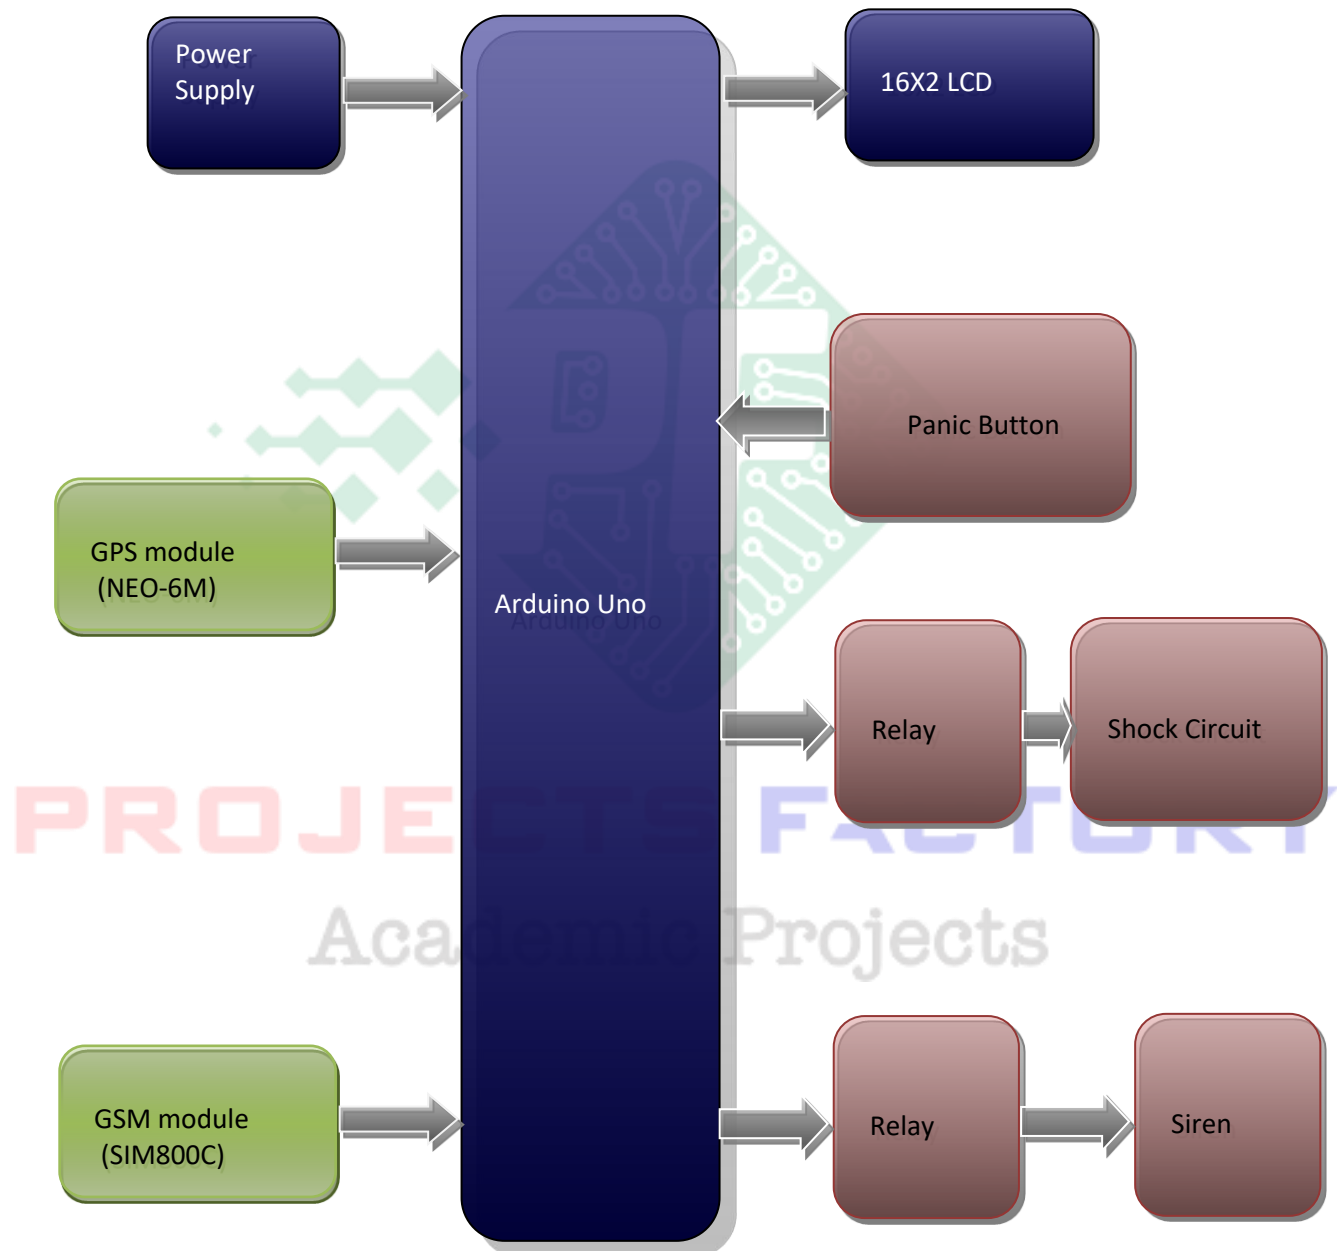 Power
Supply
16X2 LCD
Panic Button
GPS module
(NEO-6M)
Arduino Uno
Relay
Shock Circuit
PROJECTS FACTORY
Academic Projects
GSM module
(SIM800C)
Relay
Siren